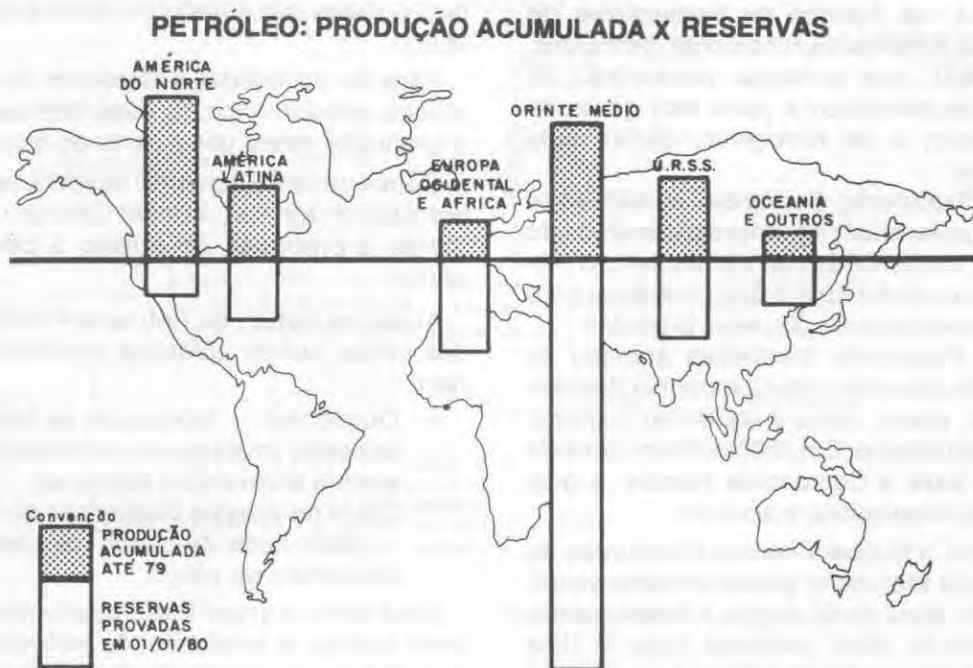 PETRÓLEO: PRODUÇÃO ACUMULADA X RESERVAS
AMÉRICA
DO NORTE
AMÉRICA
LATINA
EUROPA
OCIDENTAL
E AFRICA
ORINTE MÉDIO
U.R.S.S.
OCEANIA
E OUTROS
Convenção
PRODUÇÃO
ACUMULADA
ATÉ 79
RESERVAS
PROVADAS
EM 01/01/80